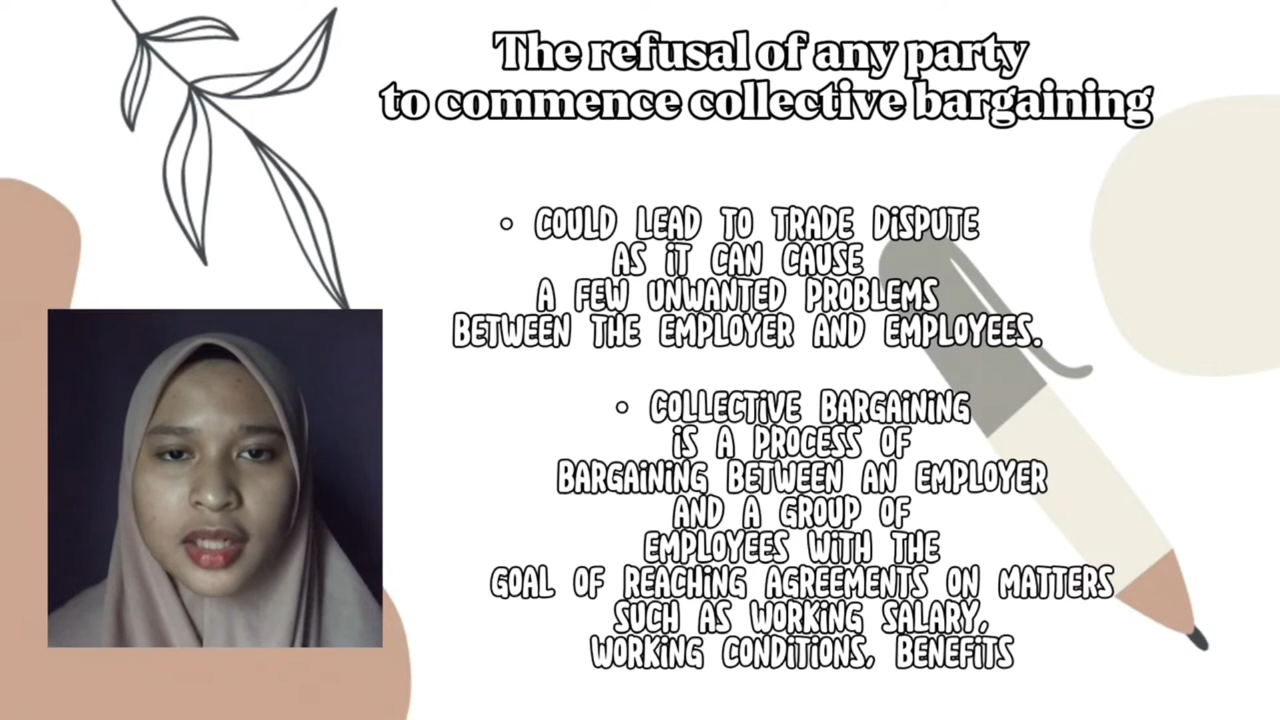 The refusal of any party
to commence collective bargaining
• COULD LEAD TO TRADE DISPUTE
AS IT CAN CAUSE
A FEW UNWANTED PROBLEMS
BETWEEN THE EMPLOYER AND EMPLOYEES.
• COLLECTIVE BARGAINING
IS A PROCESS OF
BARGAINING BETWEEN AN EMPLOYER
AND A GROUP OF
EMPLOYEES WITH THE
GOAL OF REACHING AGREEMENTS ON MATTERS
SUCH AS WORKING SALARY,
WORKING CONDITIONS, BENEFITS